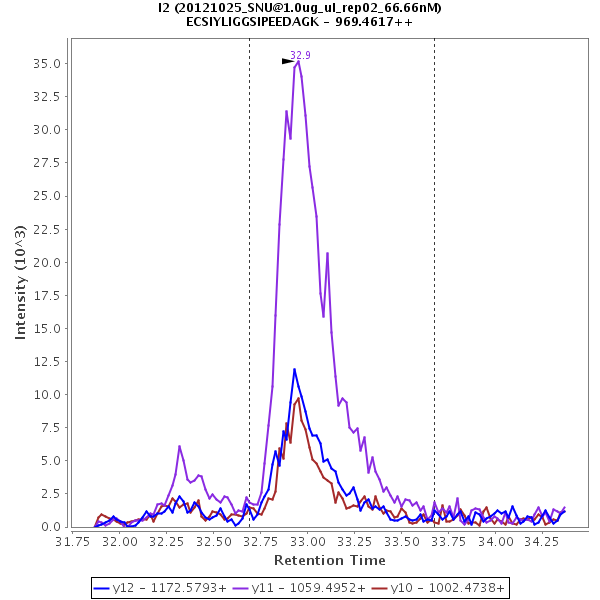 I2 (20121025_SNU@1.0ug_ul_rep02_66.66nM)
ECSIYLIGGSIPEEDAGK - 969.4617++
32.9
35.0
32.5
30.0
27.5
25.0
22.5
20.0
17.5
15.0
12.5
10.0
7.5
5.0
2.5
0.0
Intensity (10^3)
31.75 32.00 32.25 32.50 32.75 33.00 33.25 33.50 33.75 34.00 34.25
Retention Time
y12 - 1172.5793+ y11 - 1059.4952+ y10 - 1002.4738+